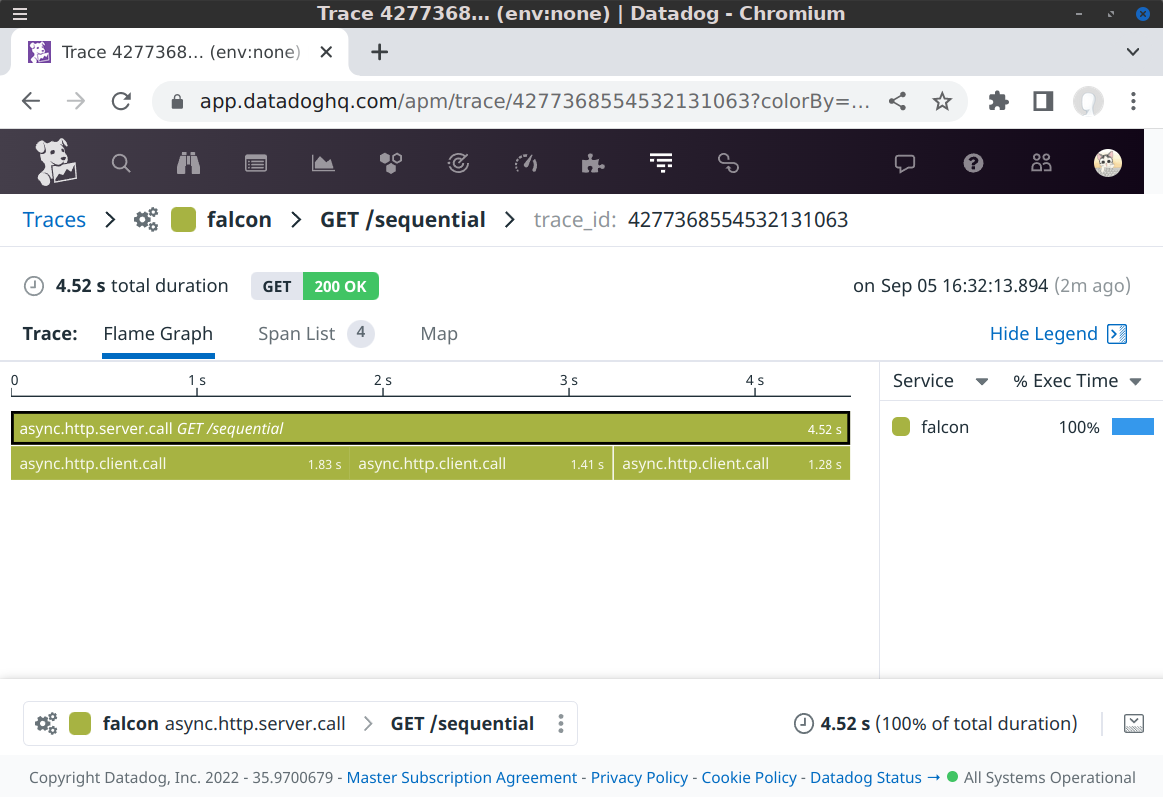 Trace 4277368... (env:none) | Datadog - Chromium
Trace 4277368... (env:none)
app.datadoghq.com/apm/trace/4277368554532131063?colorBy=...
Traces > falcon > GET /sequential > trace_id: 4277368554532131063
4.52 s total duration GET 200 OK on Sep 05 16:32:13.894 (2m ago)
Trace: Flame Graph Span List 4 Map Hide Legend
0 1 s 2 s 3 s 4 s
Service % Exec Time
async.http.server.call GET /sequential 4.52 s
falcon 100%
async.http.client.call 1.83 s async.http.client.call 1.41 s async.http.client.call 1.28 s
falcon async.http.server.call > GET /sequential 4.52 s (100% of total duration)
Copyright Datadog, Inc. 2022 - 35.9700679 - Master Subscription Agreement - Privacy Policy - Cookie Policy - Datadog Status → All Systems Operational